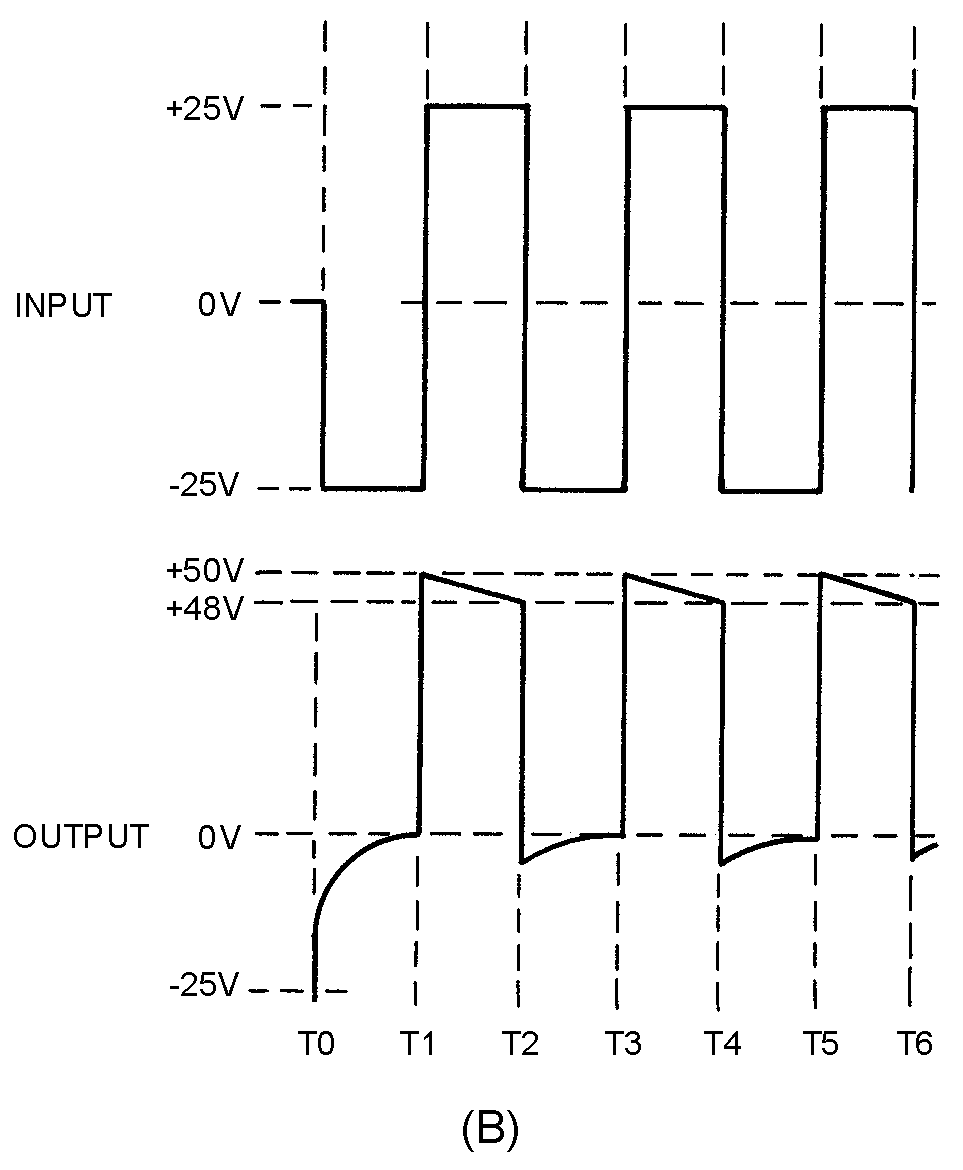 +25V
INPUT 0V
-25V
+50V
+48V
OUTPUT 0V
-25V
T0 T1 T2 T3 T4 T5 T6
(B)